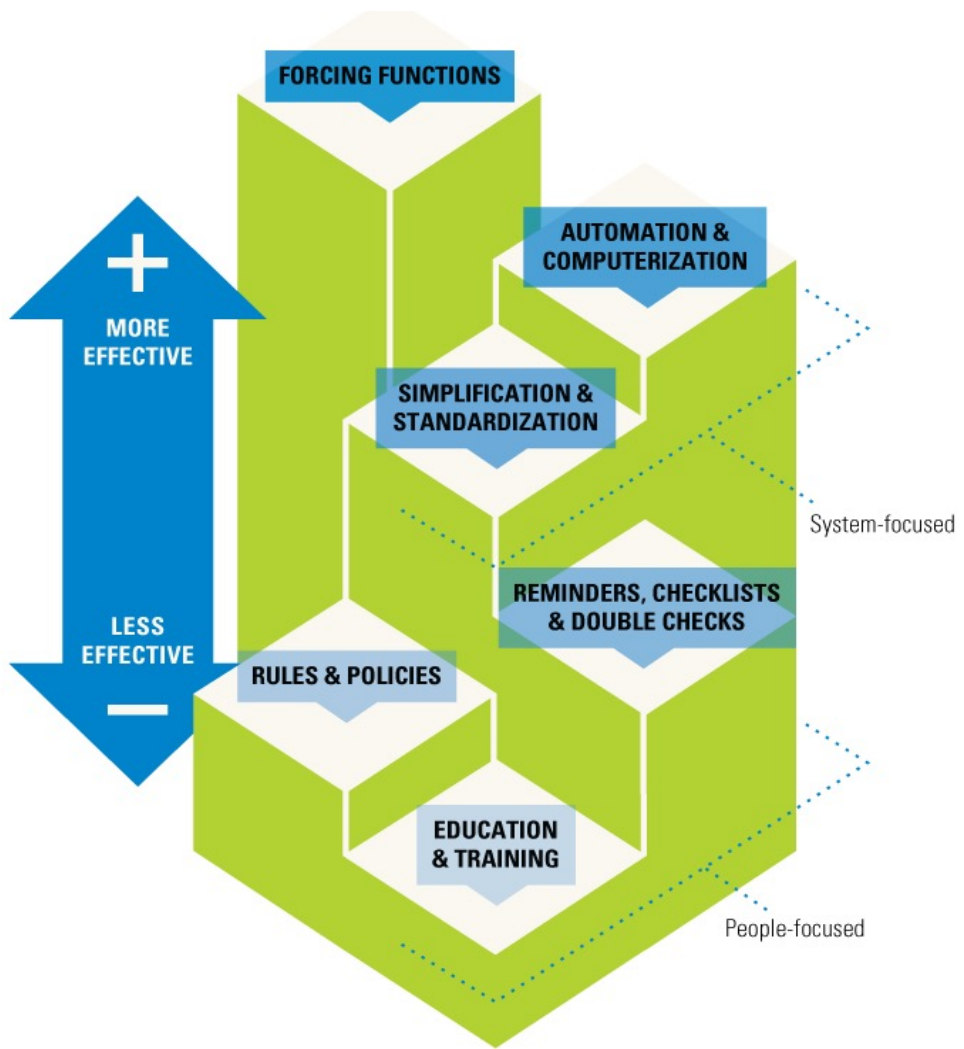 FORCING FUNCTIONS
AUTOMATION &
COMPUTERIZATION
+
MORE
EFFECTIVE
SIMPLIFICATION &
STANDARDIZATION
System-focused
REMINDERS, CHECKLISTS
& DOUBLE CHECKS
LESS
EFFECTIVE
−
RULES & POLICIES
EDUCATION
& TRAINING
People-focused